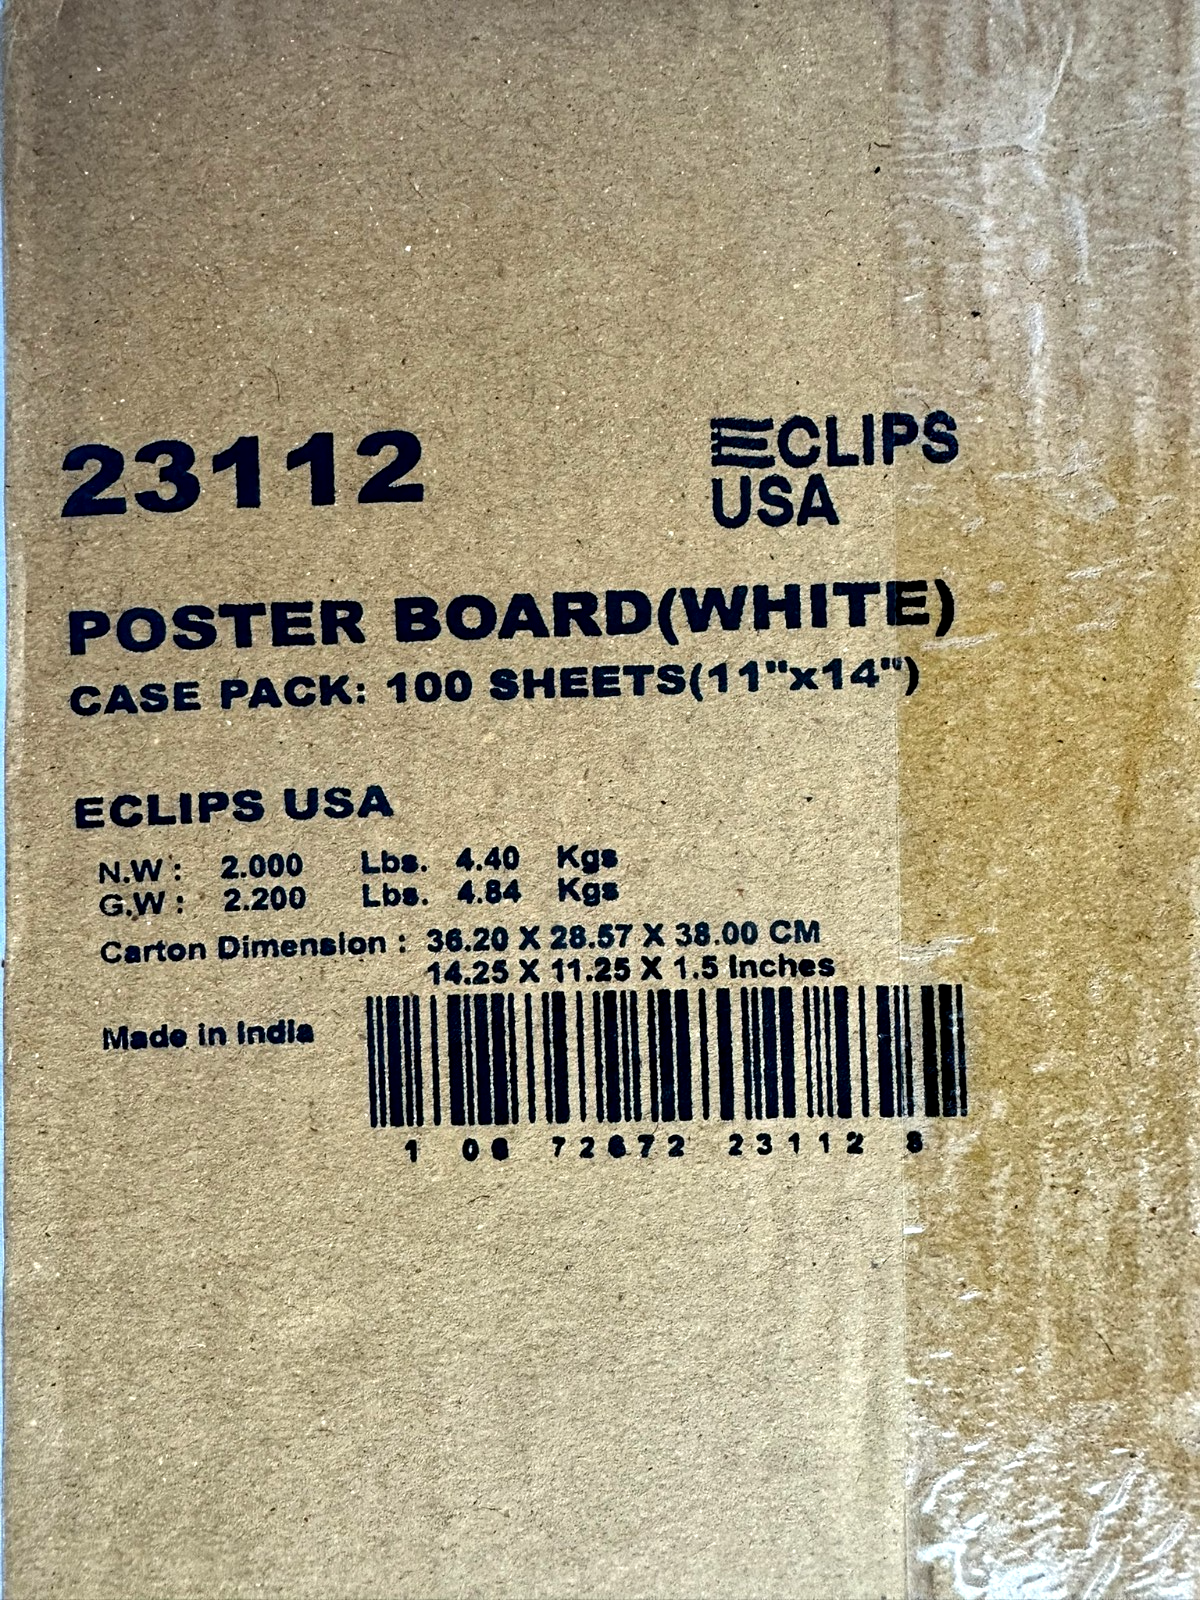 23112
ECLIPS
USA
POSTER BOARD(WHITE)
CASE PACK: 100 SHEETS(11"x14")
ECLIPS USA
N.W : 2.000 Lbs. 4.40 Kgs
G.W : 2.200 Lbs. 4.84 Kgs
Carton Dimension : 36.20 X 28.57 X 38.00 CM
14.25 X 11.25 X 1.5 Inches
Made in India
1 06 72672 23112 8